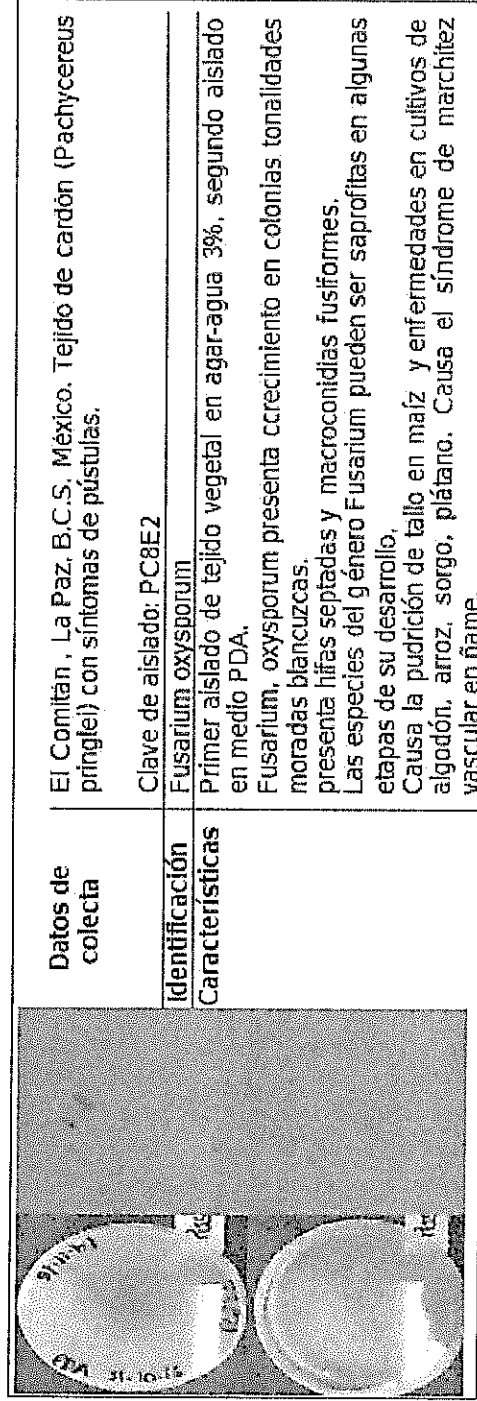 Datos de colecta
El Comitán , La Paz, B.C.S, México. Tejido de cardón (Pachycereus
pringlei) con síntomas de pústulas.
Clave de aislado: PC8E2
Identificación
Fusarium oxysporum
Características
Primer aislado de tejido vegetal en agar-agua 3%, segundo aislado
en medio PDA.
Fusarium, oxysporum presenta ccrecimiento en colonias tonalidades
moradas blancuzcas.
presenta hifas septadas y macroconidias fusiformes.
Las especies del género Fusarium pueden ser saprofitas en algunas
etapas de su desarrollo.
Causa la pudrición de tallo en maíz y enfermedades en cultivos de
algodón, arroz, sorgo, plátano. Causa el síndrome de marchitez
vascular en ñame.